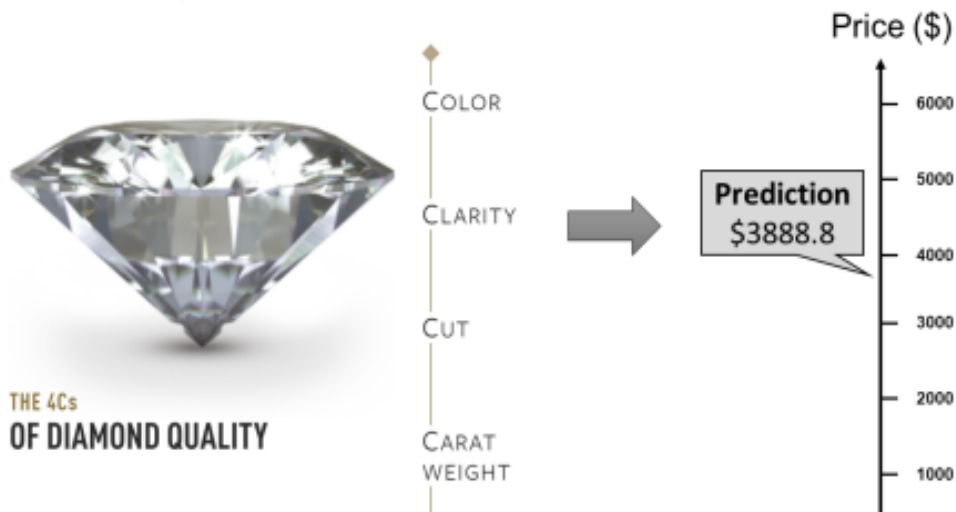 THE 4Cs
OF DIAMOND QUALITY
COLOR
CLARITY
CUT
CARAT
WEIGHT
Prediction
$3888.8
Price ($)
6000
5000
4000
3000
2000
1000